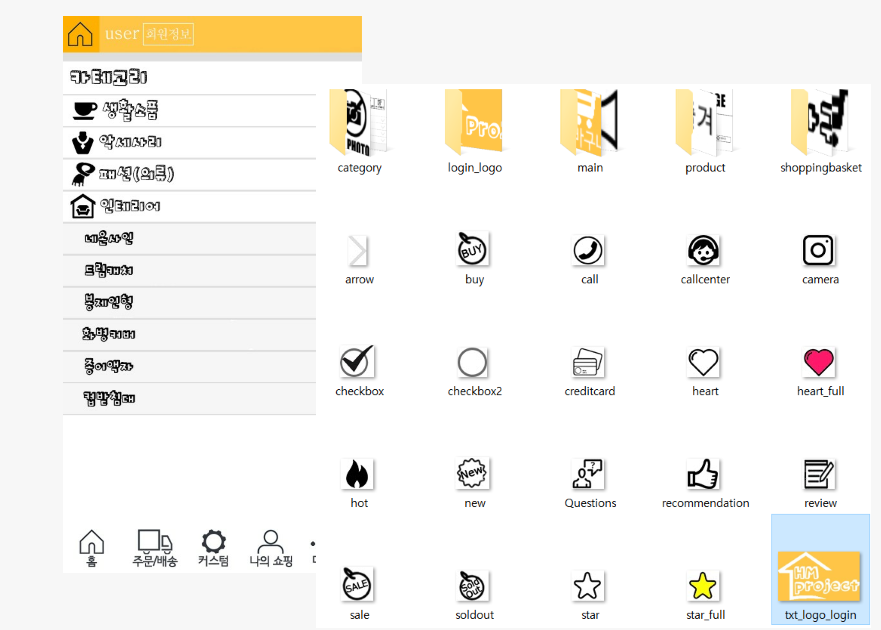 user 회원정보
카테고리
생활소품
악세사리
패션(의류)
인테리어
네온사인
드림캐쳐
봉제인형
화병커버
종이액자
컵받침대
홈
주문/배송
커스텀
나의 쇼핑
PHOTO
Pro
category
login_logo
main
product
shoppingbasket
BUY
arrow
buy
call
callcenter
camera
checkbox
checkbox2
creditcard
heart
heart_full
New
hot
new
Questions
recommendation
review
SALE
Sold Out
HM
project
sale
soldout
star
star_full
txt_logo_login